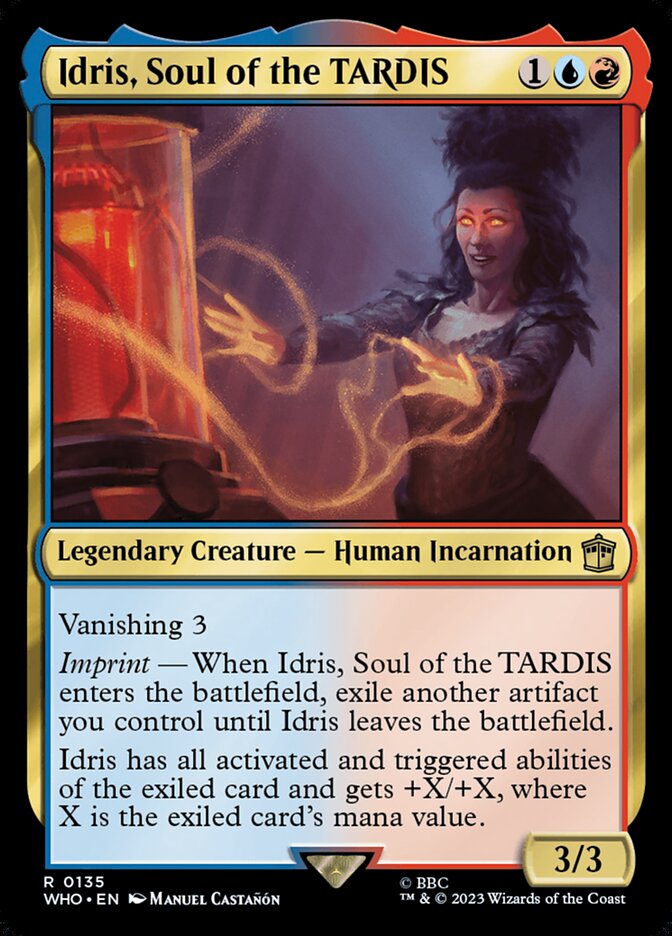 Idris, Soul of the TARDIS 1
Legendary Creature — Human Incarnation
Vanishing 3
Imprint — When Idris, Soul of the TARDIS
enters the battlefield, exile another artifact
you control until Idris leaves the battlefield.
Idris has all activated and triggered abilities
of the exiled card and gets +X/+X, where
X is the exiled card's mana value.
3/3
R 0135
WHO • EN Manuel Castañón
© BBC
™ & © 2023 Wizards of the Coast